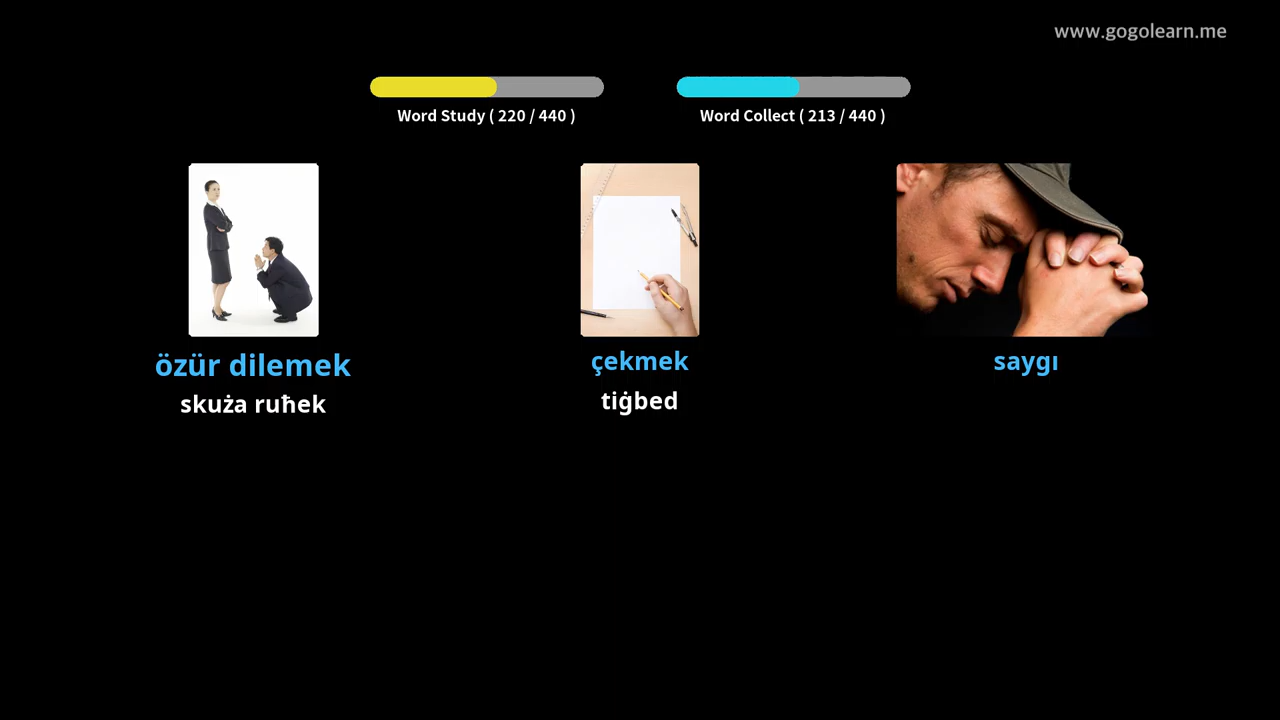 www.gogolearn.me
Word Study ( 220 / 440 )
Word Collect ( 213 / 440 )
özür dilemek
skuża ruħek
çekmek
tiġbed
saygı